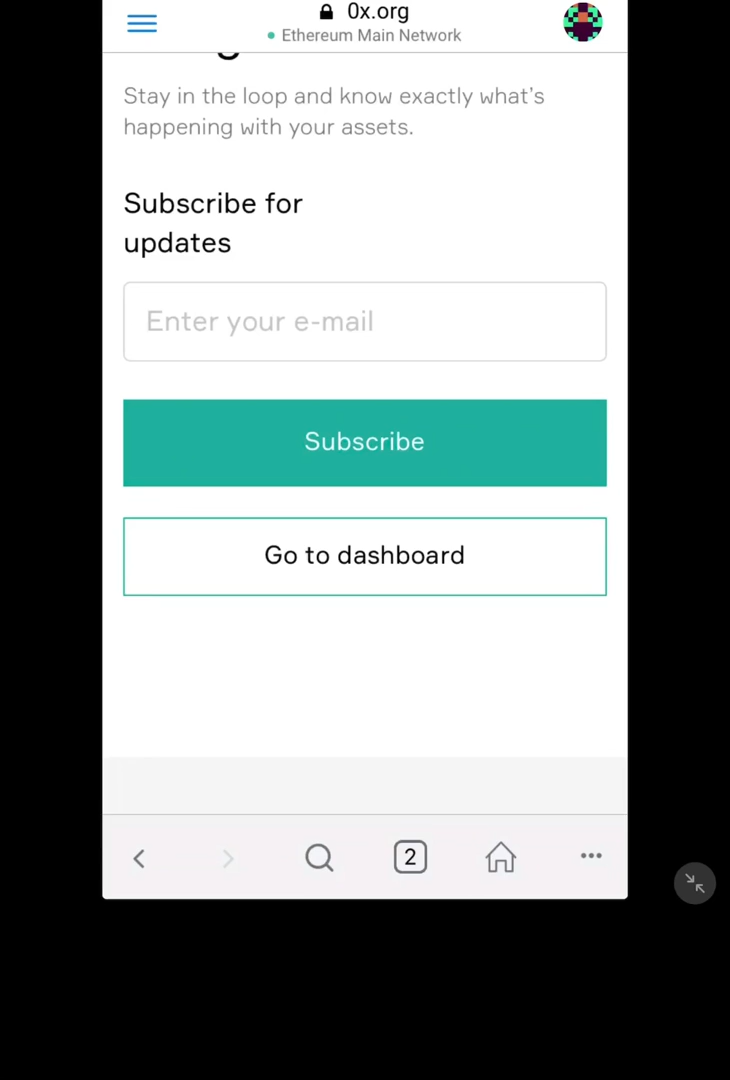 0x.org
Ethereum Main Network
Stay in the loop and know exactly what's
happening with your assets.
Subscribe for
updates
Enter your e-mail
Subscribe
Go to dashboard
2